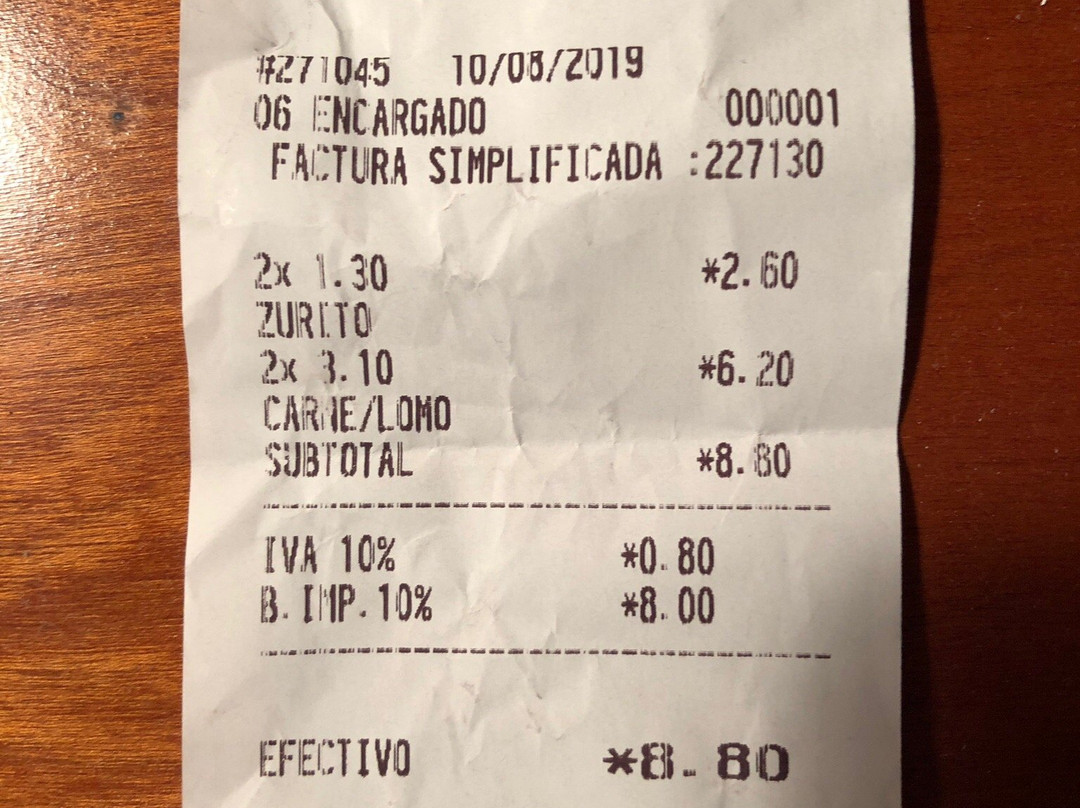 #271045 10/08/2019
06 ENCARGADO 000001
FACTURA SIMPLIFICADA :227130
2x 1.30 *2.60
ZURITO
2x 3.10 *6.20
CARNE/LOMO
SUBTOTAL *8.80
IVA 10% *0.80
B.IMP.10% *8.00
EFECTIVO *8.80